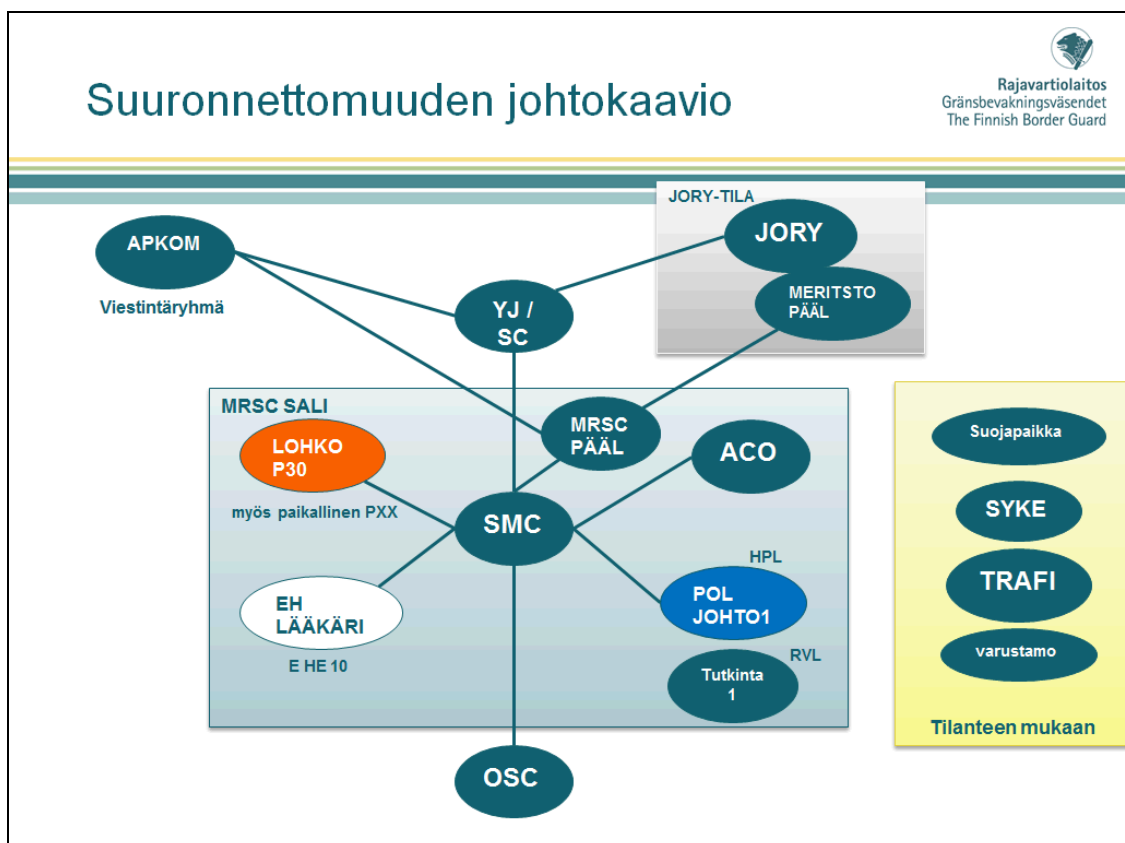 Suuronnettomuuden johtokaavio
Rajavartiolaitos
Gränsbevakningsväsendet
The Finnish Border Guard
JORY-TILA
JORY
MERITSTO
PÄÄL
APKOM
Viestintäryhmä
YJ /
SC
MRSC SALI
LOHKO
P30
myös paikallinen PXX
MRSC
PÄÄL
ACO
SMC
EH
LÄÄKÄRI
E HE 10
HPL
POL
JOHTO1
RVL
Tutkinta
1
OSC
Suojapaikka
SYKE
TRAFI
varustamo
Tilanteen mukaan